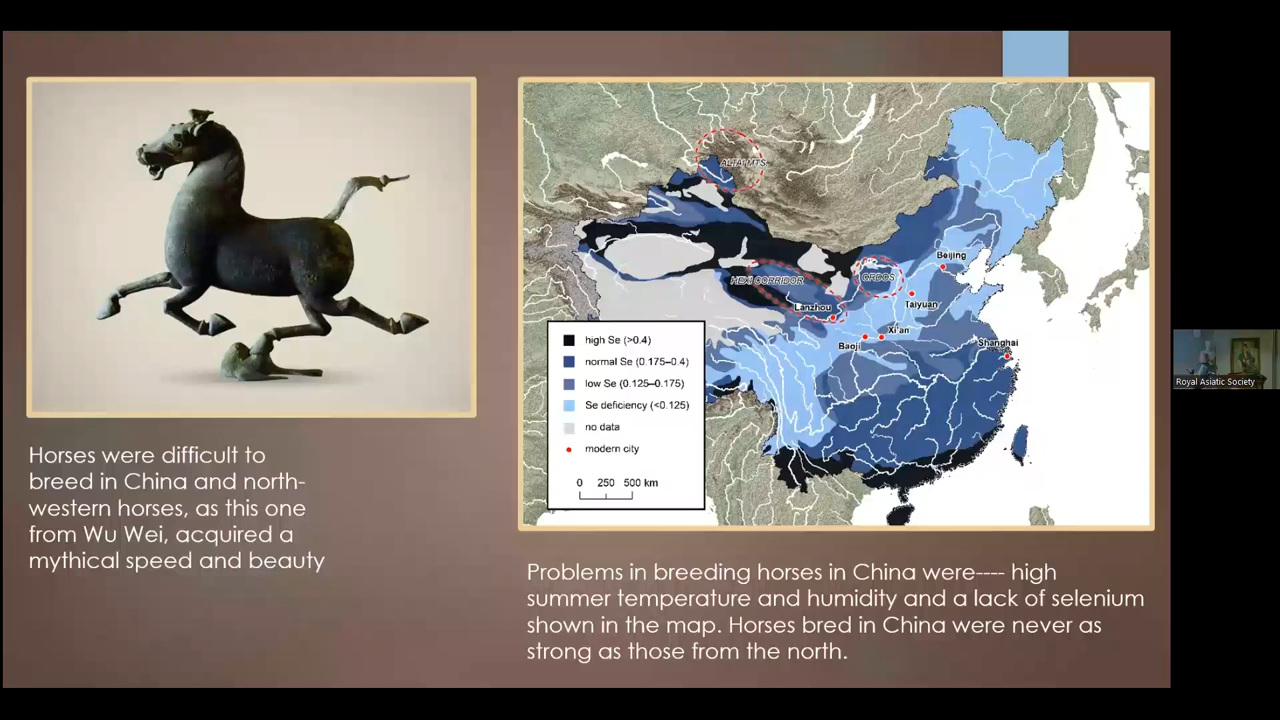 Horses were difficult to
breed in China and north-
western horses, as this one
from Wu Wei, acquired a
mythical speed and beauty
ALTAI MTS.
HEXI CORRIDOR
ORDOS
Beijing
Taiyuan
Lanzhou
Xi'an
Baoji
Shanghai
high Se (>0.4)
normal Se (0.175–0.4)
low Se (0.125–0.175)
Se deficiency (<0.125)
no data
modern city
0 250 500 km
Problems in breeding horses in China were---- high
summer temperature and humidity and a lack of selenium
shown in the map. Horses bred in China were never as
strong as those from the north.
Royal Asiatic Society